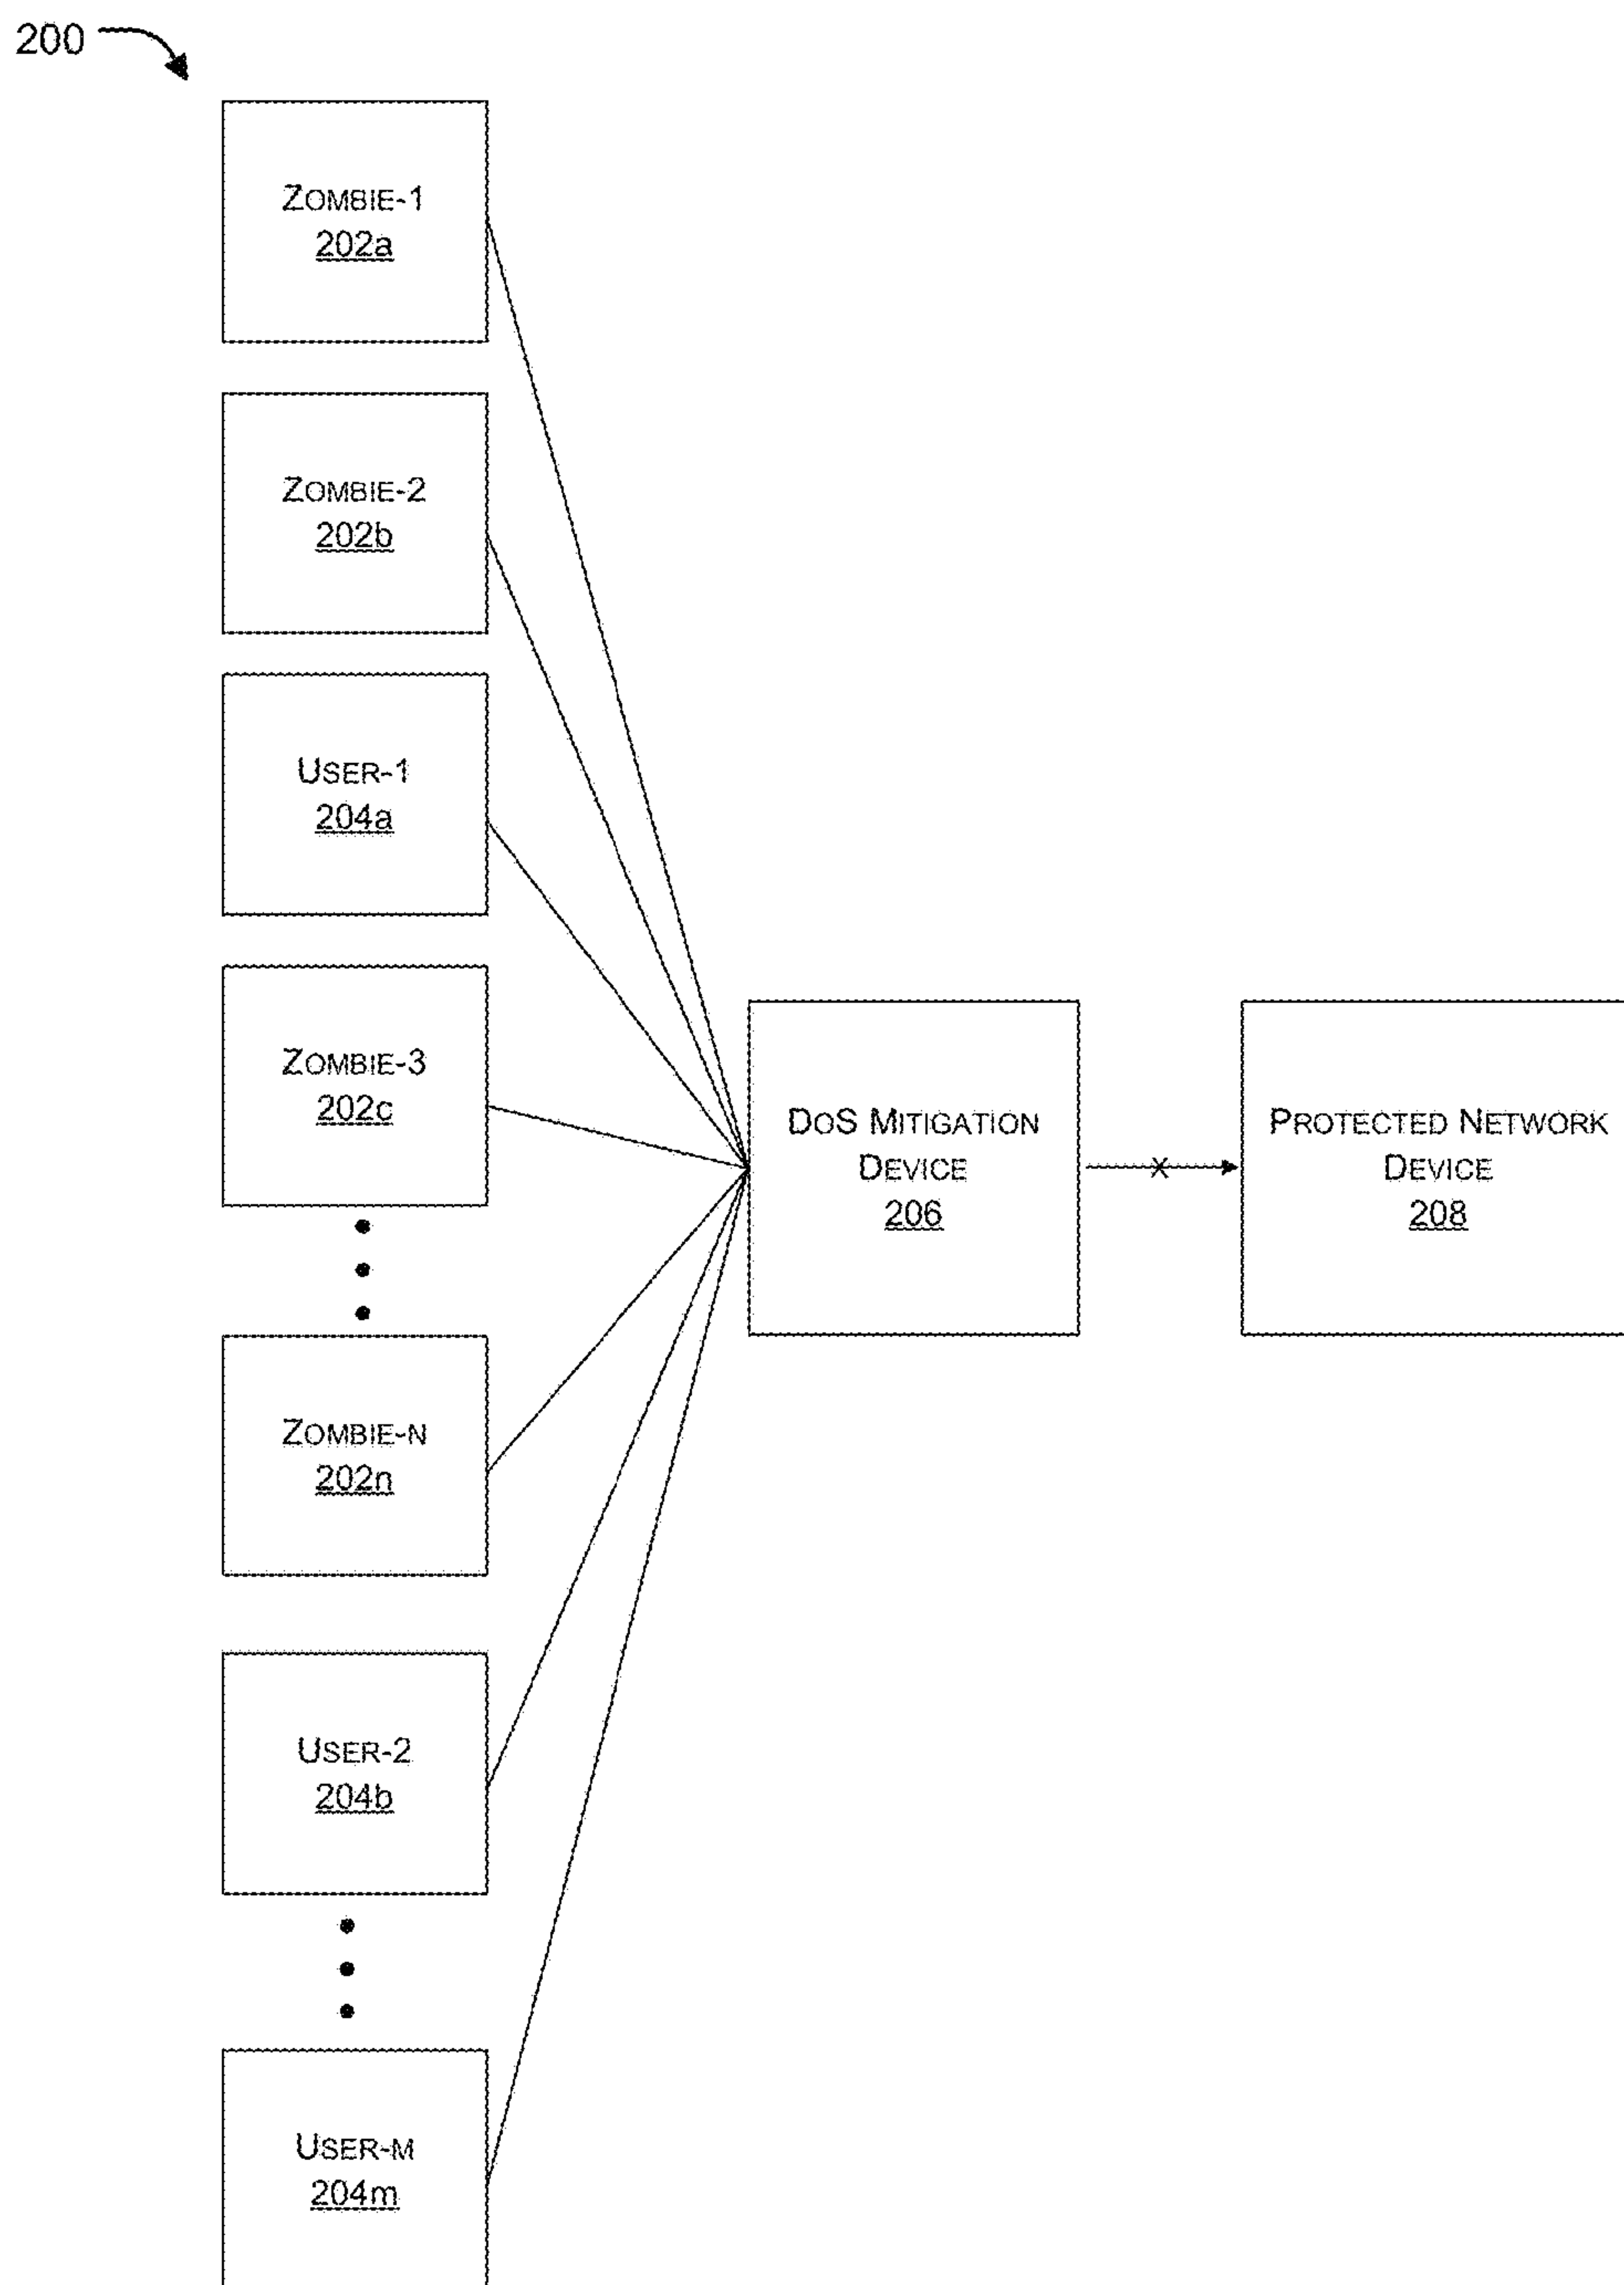 200
ZOMBIE-1
202a
ZOMBIE-2
202b
USER-1
204a
ZOMBIE-3
202c
DOS MITIGATION
DEVICE
206
PROTECTED NETWORK
DEVICE
208
ZOMBIE-N
202n
USER-2
204b
USER-M
204m